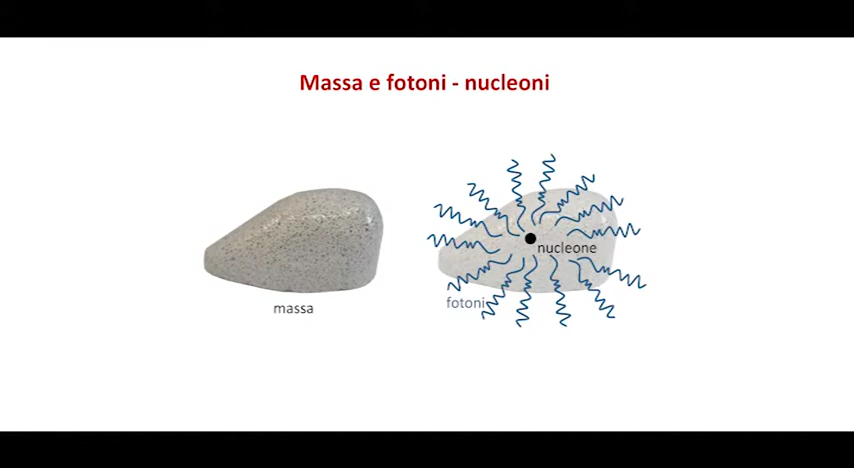 Massa e fotoni - nucleoni
nucleone
fotoni
massa